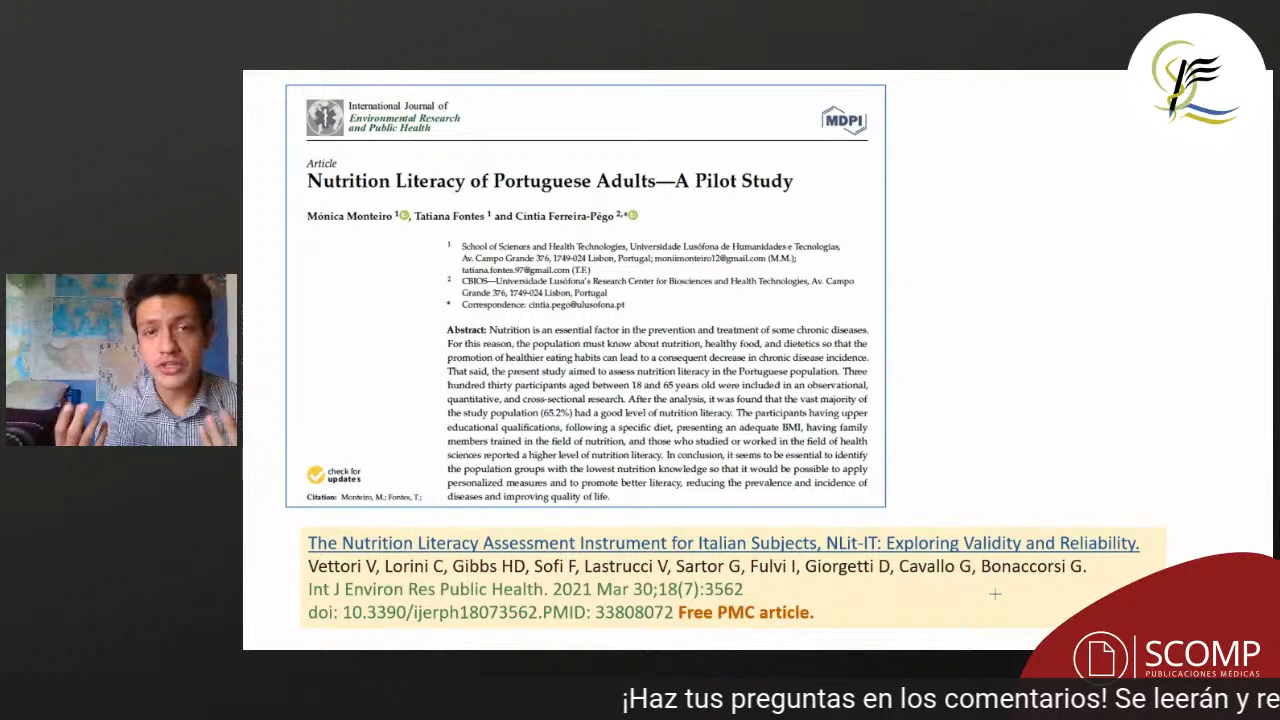 International Journal of
Environmental Research
and Public Health
MDPI
Article
Nutrition Literacy of Portuguese Adults—A Pilot Study
Mónica Monteiro 1, Tatiana Fontes 1 and Cíntia Ferreira-Pêgo 2,*
1 School of Sciences and Health Technologies, Universidade Lusófona de Humanidades e Tecnologias,
Av. Campo Grande 376, 1749-024 Lisbon, Portugal; moniimonteiro12@gmail.com (M.M.);
tatiana.fontes.97@gmail.com (T.F.)
2 CBIOS—Universidade Lusófona's Research Center for Biosciences and Health Technologies, Av. Campo
Grande 376, 1749-024 Lisbon, Portugal
* Correspondence: cintia.pego@ulusofona.pt
Abstract: Nutrition is an essential factor in the prevention and treatment of some chronic diseases.
For this reason, the population must know about nutrition, healthy food, and dietetics so that the
promotion of healthier eating habits can lead to a consequent decrease in chronic disease incidence.
That said, the present study aimed to assess nutrition literacy in the Portuguese population. Three
hundred thirty participants aged between 18 and 65 years old were included in an observational,
quantitative, and cross-sectional research. After the analysis, it was found that the vast majority of
the study population (65.2%) had a good level of nutrition literacy. The participants having upper
educational qualifications, following a specific diet, presenting an adequate BMI, having family
members trained in the field of nutrition, and those who studied or worked in the field of health
sciences reported a higher level of nutrition literacy. In conclusion, it seems to be essential to identify
the population groups with the lowest nutrition knowledge so that it would be possible to apply
personalized measures and to promote better literacy, reducing the prevalence and incidence of
diseases and improving quality of life.
check for
updates
Citation: Monteiro, M.; Fontes, T.;
The Nutrition Literacy Assessment Instrument for Italian Subjects, NLit-IT: Exploring Validity and Reliability.
Vettori V, Lorini C, Gibbs HD, Sofi F, Lastrucci V, Sartor G, Fulvi I, Giorgetti D, Cavallo G, Bonaccorsi G.
Int J Environ Res Public Health. 2021 Mar 30;18(7):3562
doi: 10.3390/ijerph18073562.PMID: 33808072 Free PMC article.
SCOMP
PUBLICACIONES MÉDICAS
¡Haz tus preguntas en los comentarios! Se leerán y re